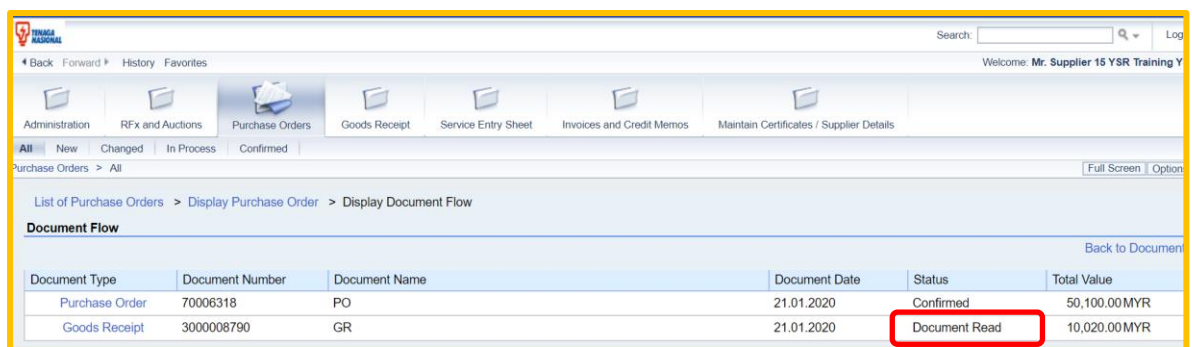 TENAGA
NASIONAL
Search:
Log
Back Forward History Favorites
Welcome: Mr. Supplier 15 YSR Training Y
Administration RFx and Auctions Purchase Orders Goods Receipt Service Entry Sheet Invoices and Credit Memos Maintain Certificates / Supplier Details
All New Changed In Process Confirmed
Purchase Orders > All Full Screen Option
List of Purchase Orders > Display Purchase Order > Display Document Flow
Document Flow
Back to Document
Document Type Document Number Document Name Document Date Status Total Value
Purchase Order 70006318 PO 21.01.2020 Confirmed 50,100.00 MYR
Goods Receipt 3000008790 GR 21.01.2020 Document Read 10,020.00 MYR